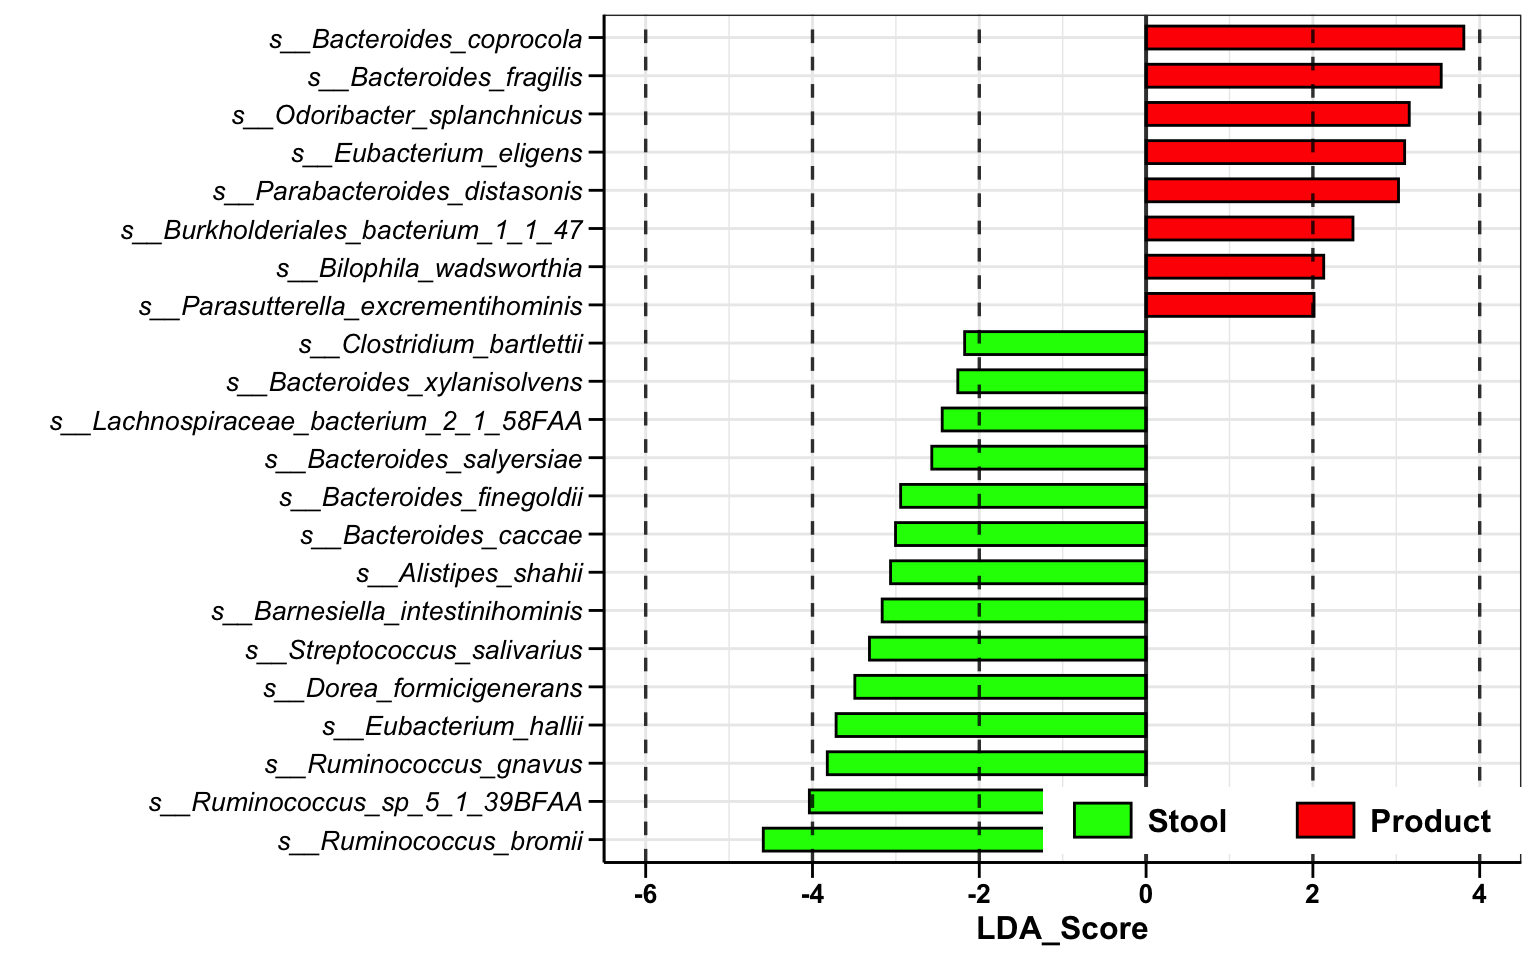 s__Bacteroides_coprocola
s__Bacteroides_fragilis
s__Odoribacter_splanchnicus
s__Eubacterium_eligens
s__Parabacteroides_distasonis
s__Burkholderiales_bacterium_1_1_47
s__Bilophila_wadsworthia
s__Parasutterella_excrementihominis
s__Clostridium_bartlettii
s__Bacteroides_xylanisolvens
s__Lachnospiraceae_bacterium_2_1_58FAA
s__Bacteroides_salyersiae
s__Bacteroides_finegoldii
s__Bacteroides_caccae
s__Alistipes_shahii
s__Barnesiella_intestinihominis
s__Streptococcus_salivarius
s__Dorea_formicigenerans
s__Eubacterium_hallii
s__Ruminococcus_gnavus
s__Ruminococcus_sp_5_1_39BFAA
s__Ruminococcus_bromii
Stool Product
-6 -4 -2 0 2 4
LDA_Score